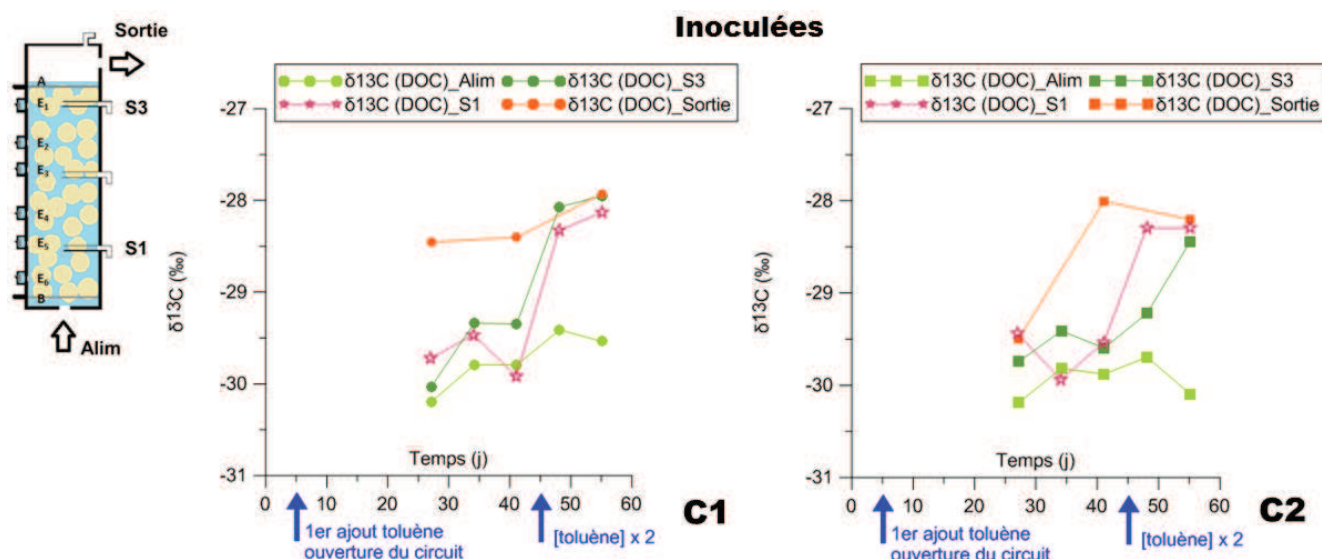 Inoculées
Sortie
A
E1
S3
E2
E3
E4
E5
S1
E6
B
Alim
δ13C (DOC)_Alim
δ13C (DOC)_S3
δ13C (DOC)_S1
δ13C (DOC)_Sortie
-27
-28
-29
-30
-31
δ13C (‰)
Temps (j)
0 10 20 30 40 50 60
C1
1er ajout toluène
ouverture du circuit
[toluène] x 2
δ13C (DOC)_Alim
δ13C (DOC)_S3
δ13C (DOC)_S1
δ13C (DOC)_Sortie
-27
-28
-29
-30
-31
δ13C (‰)
Temps (j)
0 10 20 30 40 50 60
C2
1er ajout toluène
ouverture du circuit
[toluène] x 2